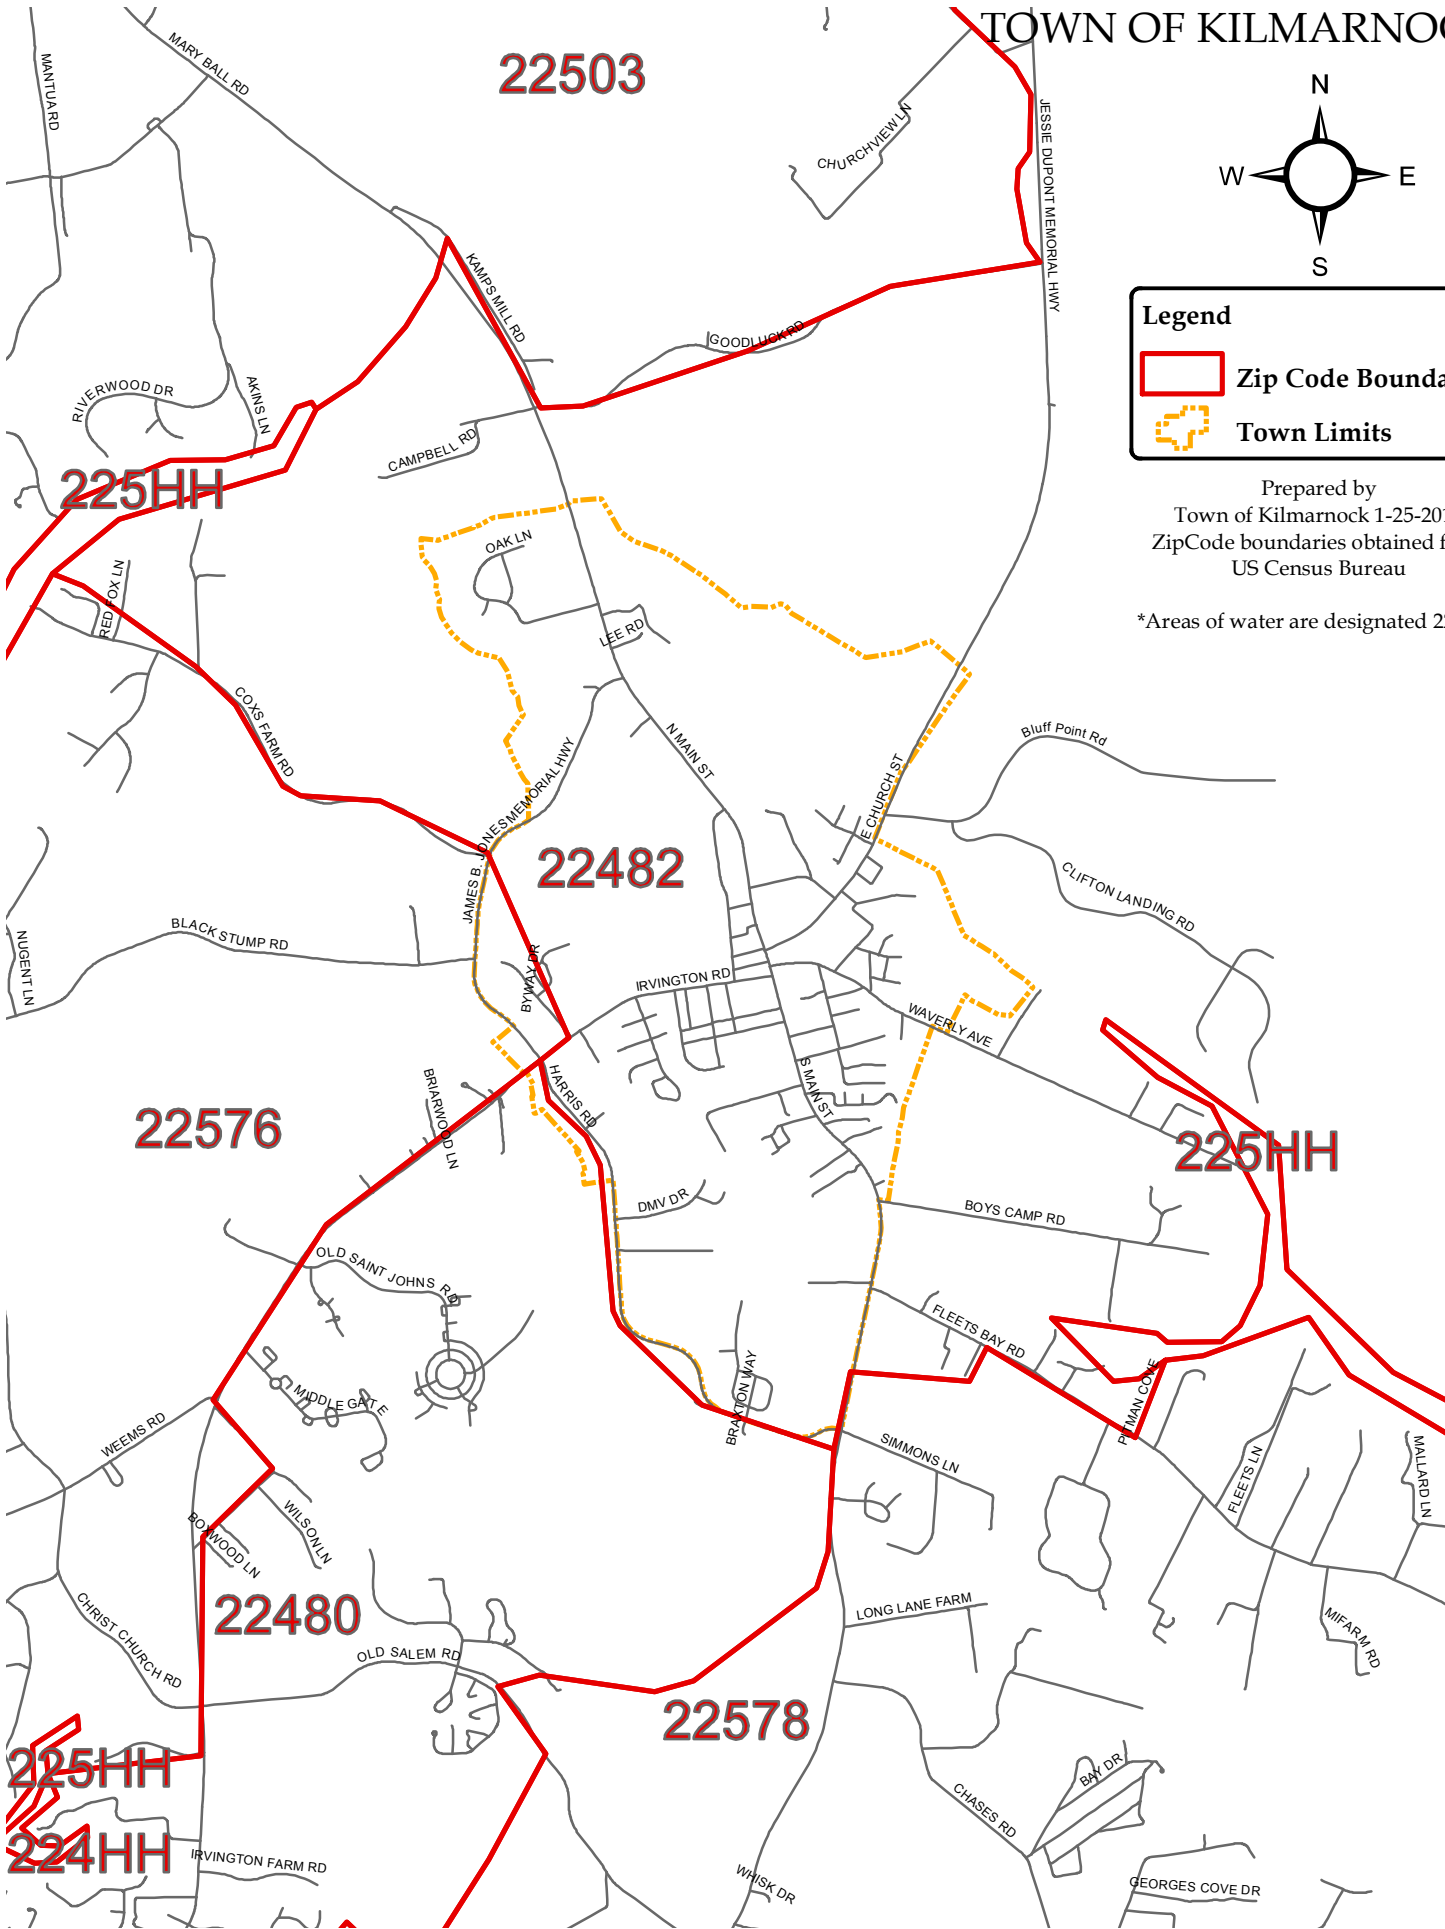 TOWN OF KILMARNOC
N
W
E
S
Legend
Zip Code Bounda
Town Limits
Prepared by
Town of Kilmarnock 1-25-201
ZipCode boundaries obtained f
US Census Bureau
*Areas of water are designated 2
22503
MARY BALL RD
MANTUA RD
CHURCHVIEW LN
JESSIE DUPONT MEMORIAL HWY
KAMPS MILL RD
GOODLUCK RD
RIVERWOOD DR
AKINS LN
CAMPBELL RD
225HH
OAK LN
RED FOX LN
LEE RD
COXS FARM RD
N MAIN ST
Bluff Point Rd
JAMES B. JONES MEMORIAL HWY
E CHURCH ST
22482
CLIFTON LANDING RD
BLACK STUMP RD
NUGENT LN
BYWAY DR
IRVINGTON RD
WAVERLY AVE
S MAIN ST
HARRIS RD
BRIARWOOD LN
22576
225HH
DMV DR
BOYS CAMP RD
OLD SAINT JOHNS RD
FLEETS BAY RD
MIDDLE GATE
BRAXTON WAY
PITMAN COVE
WEEMS RD
SIMMONS LN
FLEETS LN
MALLARD LN
WILSON LN
BOXWOOD LN
22480
CHRIST CHURCH RD
LONG LANE FARM
MIFARM RD
OLD SALEM RD
22578
225HH
BAY DR
CHASES RD
224HH
IRVINGTON FARM RD
WHISK DR
GEORGES COVE DR